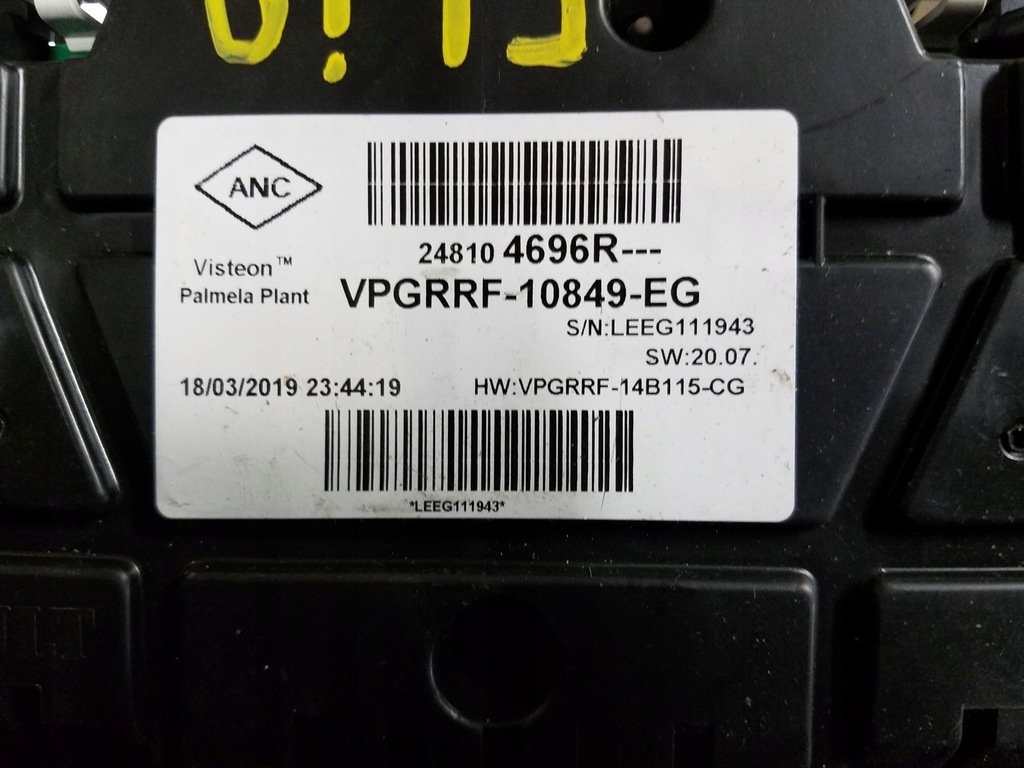 ANC
24810 4696R---
Visteon™
Palmela Plant
VPGRRF-10849-EG
S/N:LEEG111943
SW:20.07.
18/03/2019 23:44:19
HW:VPGRRF-14B115-CG
*LEEG111943*